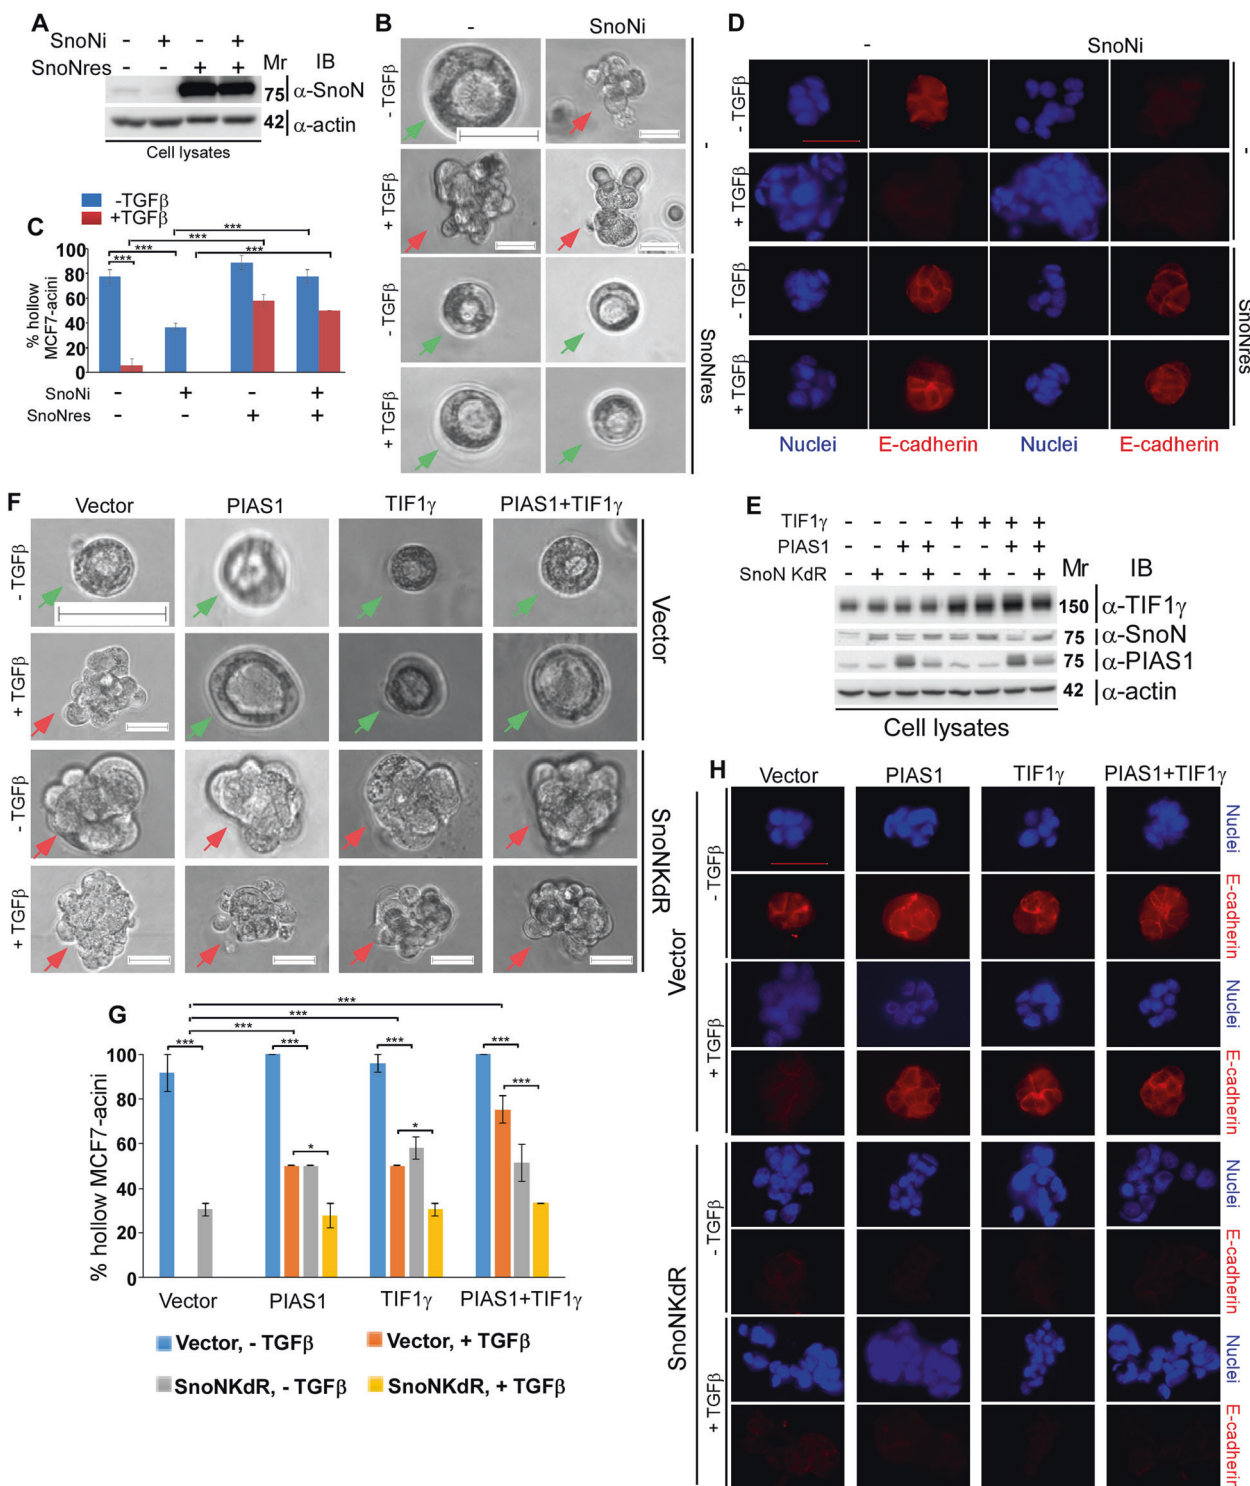 A
SnoNi - + - +
SnoNres - - + + Mr IB
75 α-SnoN
42 α-actin
Cell lysates
B
- SnoNi
- TGFβ
+ TGFβ
-
- TGFβ
+ TGFβ
SnoNres
C
-TGFβ
+TGFβ
*** *** *** *** ***
% hollow
MCF7-acini
100
80
60
40
20
0
SnoNi - + - +
SnoNres - - + +
D
- SnoNi
- TGFβ
+ TGFβ
-
- TGFβ
+ TGFβ
SnoNres
Nuclei E-cadherin Nuclei E-cadherin
E
TIF1γ - - - - + + + +
PIAS1 - - + + - - + +
SnoN KdR - + - + - + - + Mr IB
150 α-TIF1γ
75 α-SnoN
75 α-PIAS1
42 α-actin
Cell lysates
F
Vector PIAS1 TIF1γ PIAS1+TIF1γ
- TGFβ
+ TGFβ
Vector
- TGFβ
+ TGFβ
SnoNKdR
G
***
***
***
*** *** *** ***
***
* *
% hollow MCF7-acini
100
80
60
40
20
0
Vector PIAS1 TIF1γ PIAS1+TIF1γ
Vector, - TGFβ Vector, + TGFβ
SnoNKdR, - TGFβ SnoNKdR, + TGFβ
H
Vector PIAS1 TIF1γ PIAS1+TIF1γ
Vector
- TGFβ
Nuclei
E-cadherin
+ TGFβ
Nuclei
E-cadherin
SnoNKdR
- TGFβ
Nuclei
E-cadherin
+ TGFβ
Nuclei
E-cadherin